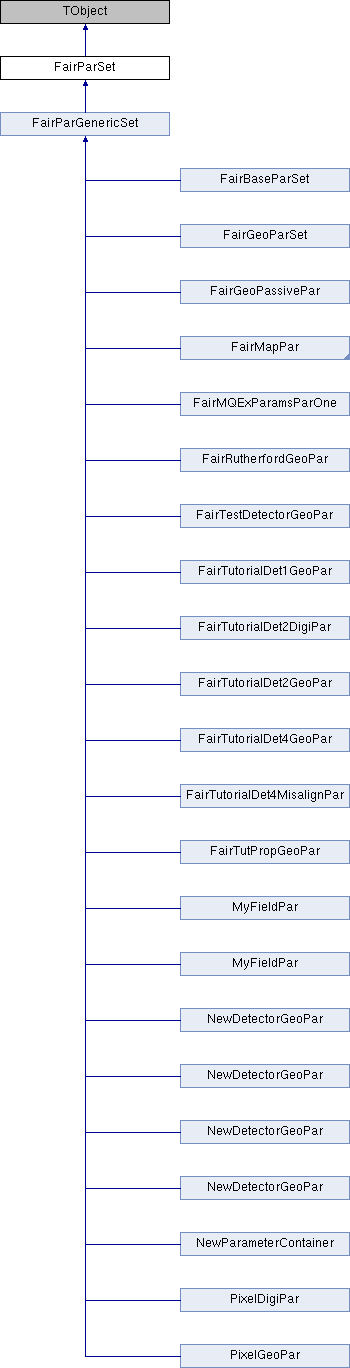 TObject
FairParSet
FairParGenericSet
FairBaseParSet
FairGeoParSet
FairGeoPassivePar
FairMapPar
FairMQExParamsParOne
FairRutherfordGeoPar
FairTestDetectorGeoPar
FairTutorialDet1GeoPar
FairTutorialDet2DigiPar
FairTutorialDet2GeoPar
FairTutorialDet4GeoPar
FairTutorialDet4MisalignPar
FairTutPropGeoPar
MyFieldPar
MyFieldPar
NewDetectorGeoPar
NewDetectorGeoPar
NewDetectorGeoPar
NewDetectorGeoPar
NewParameterContainer
PixelDigiPar
PixelGeoPar